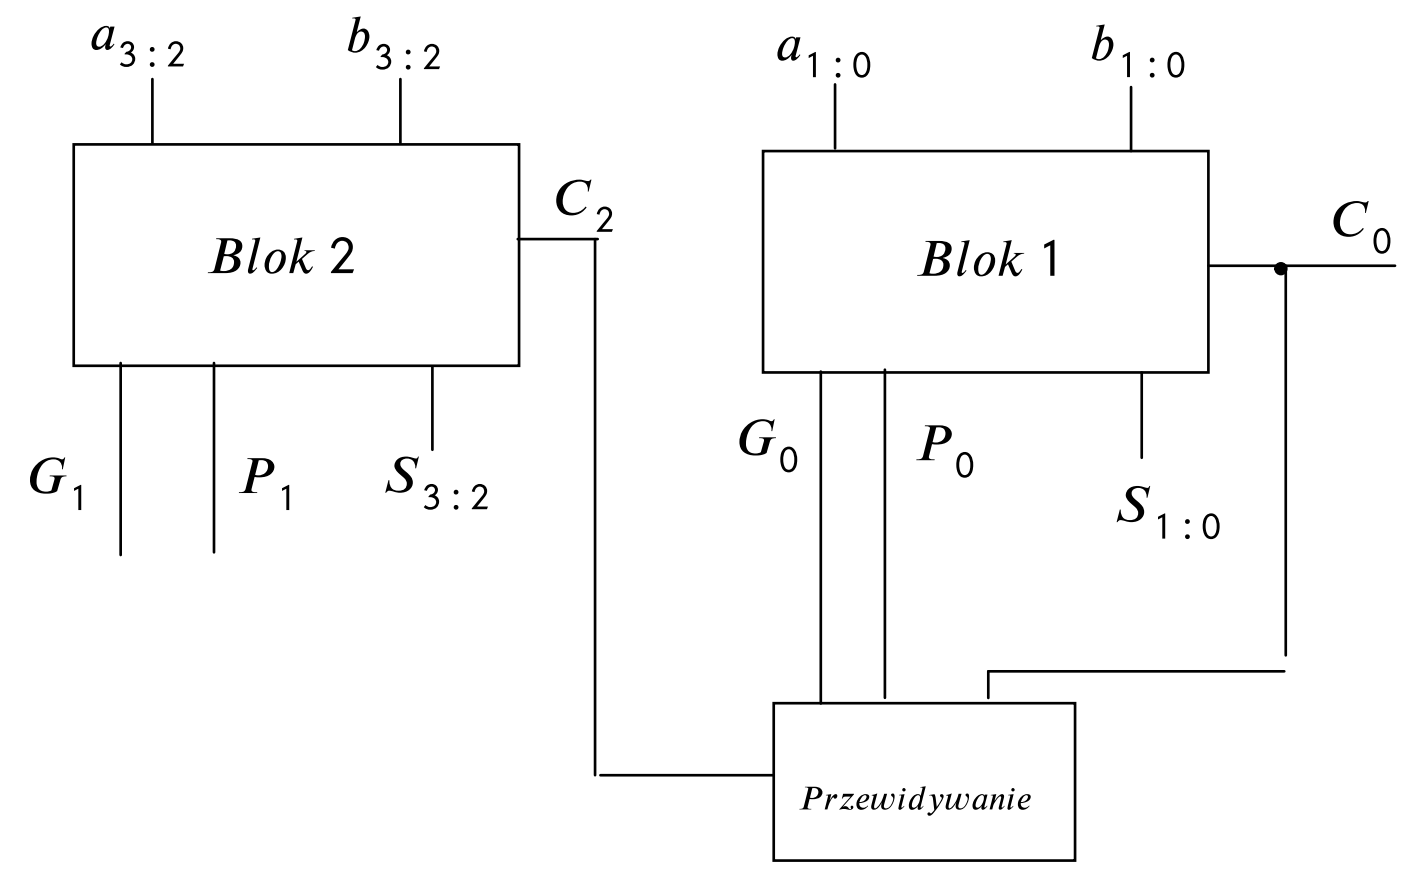 a3:2 b3:2 a1:0 b1:0
C2 C0
Blok 2 Blok 1
G0 P0
G1 P1 S3:2 S1:0
Przewidywanie